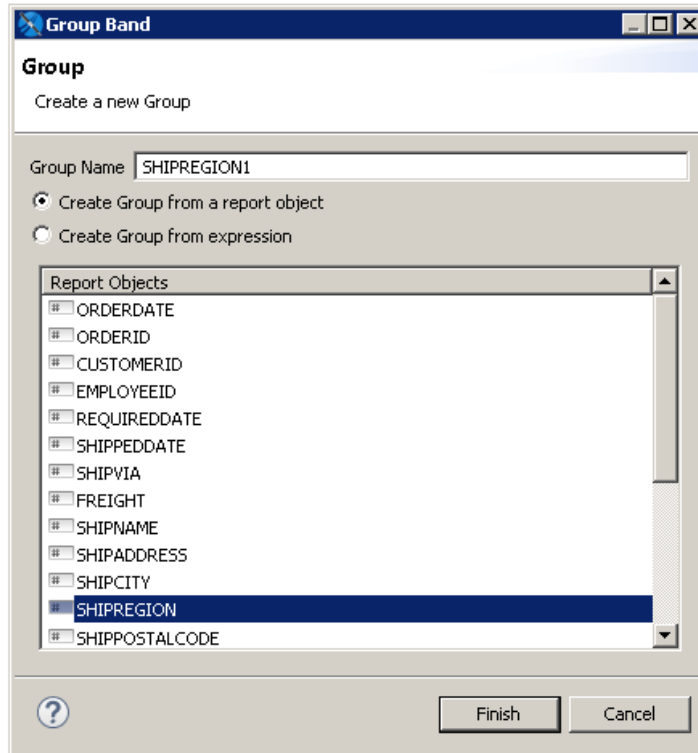 Group Band
Group
Create a new Group
Group Name SHIPREGION1
Create Group from a report object
Create Group from expression
Report Objects
# ORDERDATE
# ORDERID
# CUSTOMERID
# EMPLOYEEID
# REQUIREDDATE
# SHIPPEDDATE
# SHIPVIA
# FREIGHT
# SHIPNAME
# SHIPADDRESS
# SHIPCITY
# SHIPREGION
# SHIPPOSTALCODE
? Finish Cancel